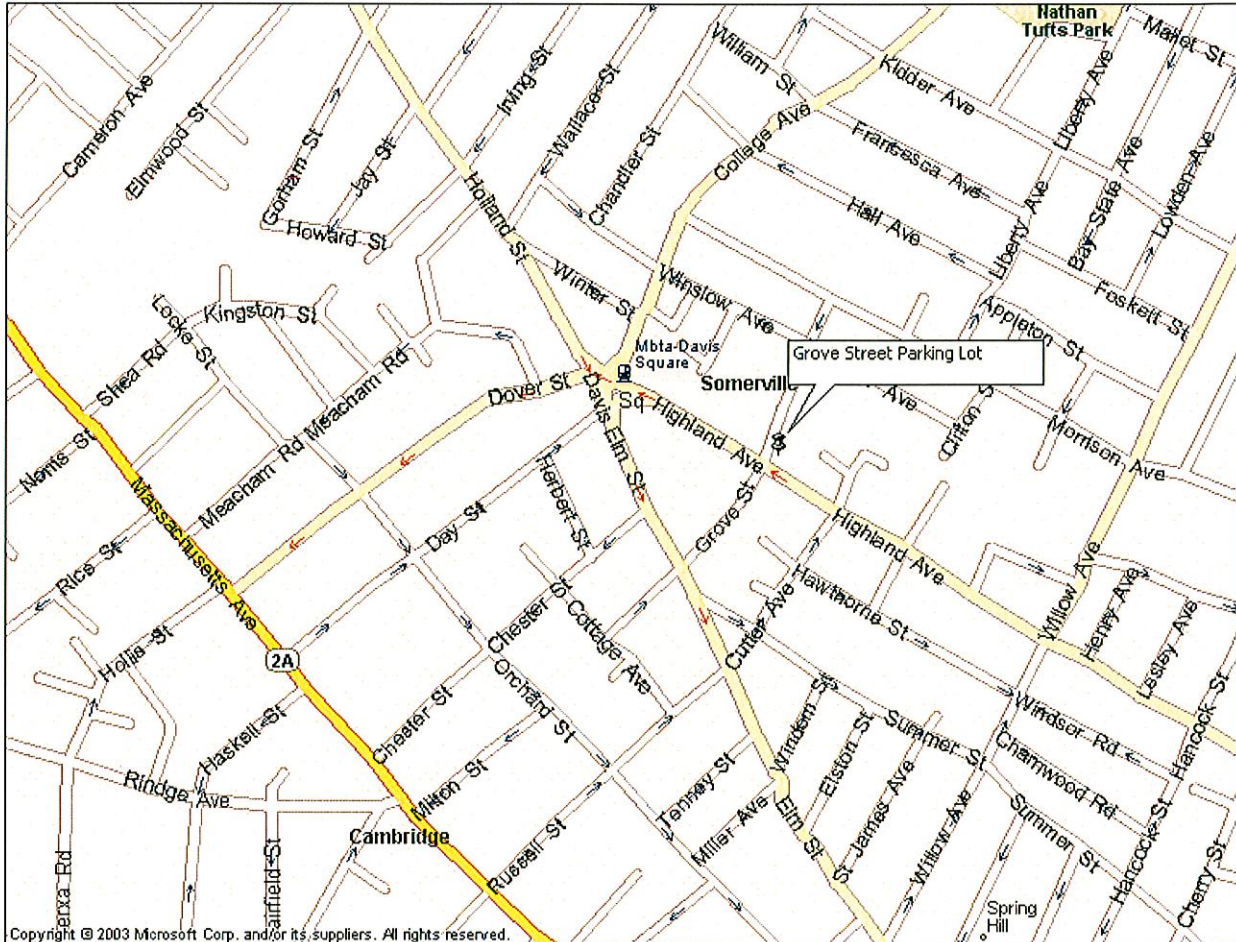 Nathan
Tufts Park
Mallet St
William St
Kidder Ave
Liberty Ave
Cameron Ave
Elmwood St
Gorham St
Jay St
Irving St
Wallace St
Chandler St
College Ave
Francesca Ave
Hall Ave
Liberty Ave
Bay State Ave
Lowden Ave
Howard St
Holland St
Winter St
Winslow Ave
Appleton St
Foskett St
Locke St
Kingston St
Shea Rd
Meacham Rd
Meacham Rd
Dover St
Mbta-Davis
Square
Grove Street Parking Lot
Somerville
Davis
Sq
Elm St
Highland Ave
Ave
Clifton St
Morrison Ave
Norris St
Massachusetts Ave
Rice St
Day St
Herbert St
Grove St
Highland Ave
Hollis St
Chester St
S Cottage Ave
Cutter Ave
Hawthorne St
Willow Ave
Henry Ave
Lesley Ave
2A
Orchard St
Chester St
Haskell St
Windom St
Summer St
Windsor Rd
Hancock St
Rindge Ave
Milton St
Tenney St
Elston St
Charnwood Rd
Cambridge
Miller Ave
Elm St
St James Ave
Willow Ave
Summer St
Hancock St
Cherry St
Russell St
erxa Rd
airfield St
Spring
Hill
Copyright © 2003 Microsoft Corp. and/or its suppliers. All rights reserved.